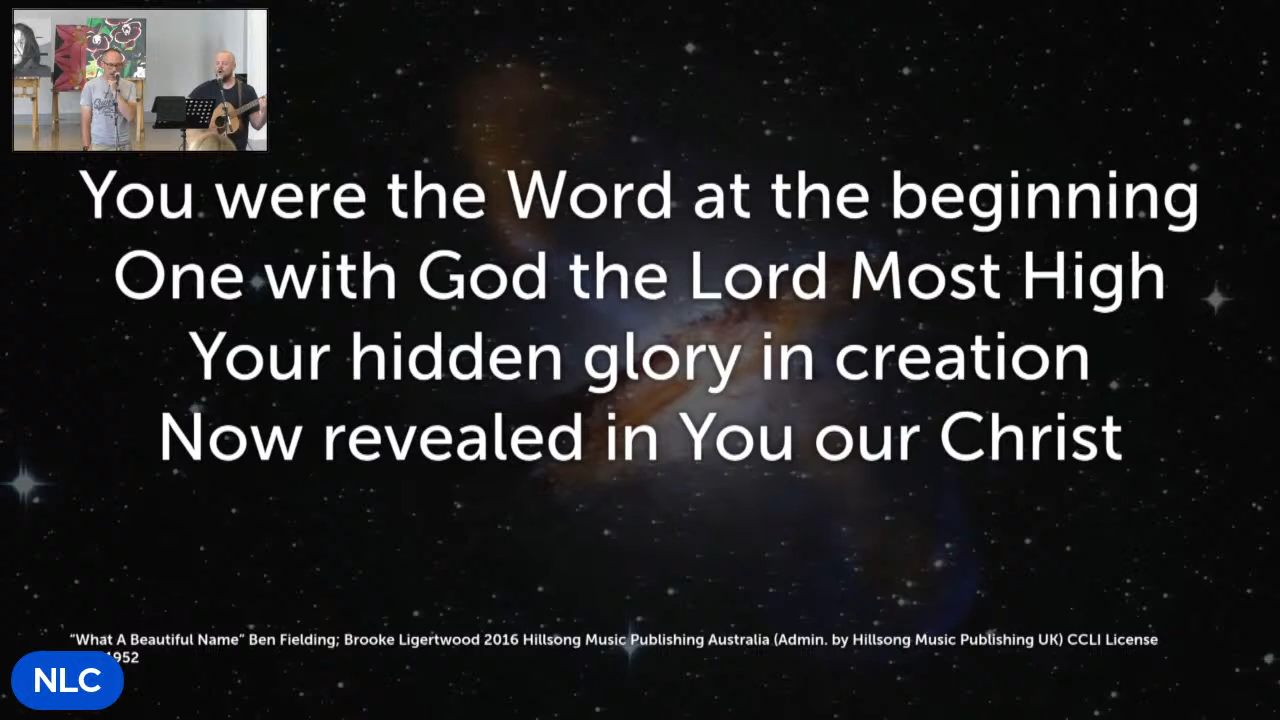 You were the Word at the beginning
One with God the Lord Most High
Your hidden glory in creation
Now revealed in You our Christ
"What A Beautiful Name" Ben Fielding; Brooke Ligertwood 2016 Hillsong Music Publishing Australia (Admin. by Hillsong Music Publishing UK) CCLI License
1952
NLC